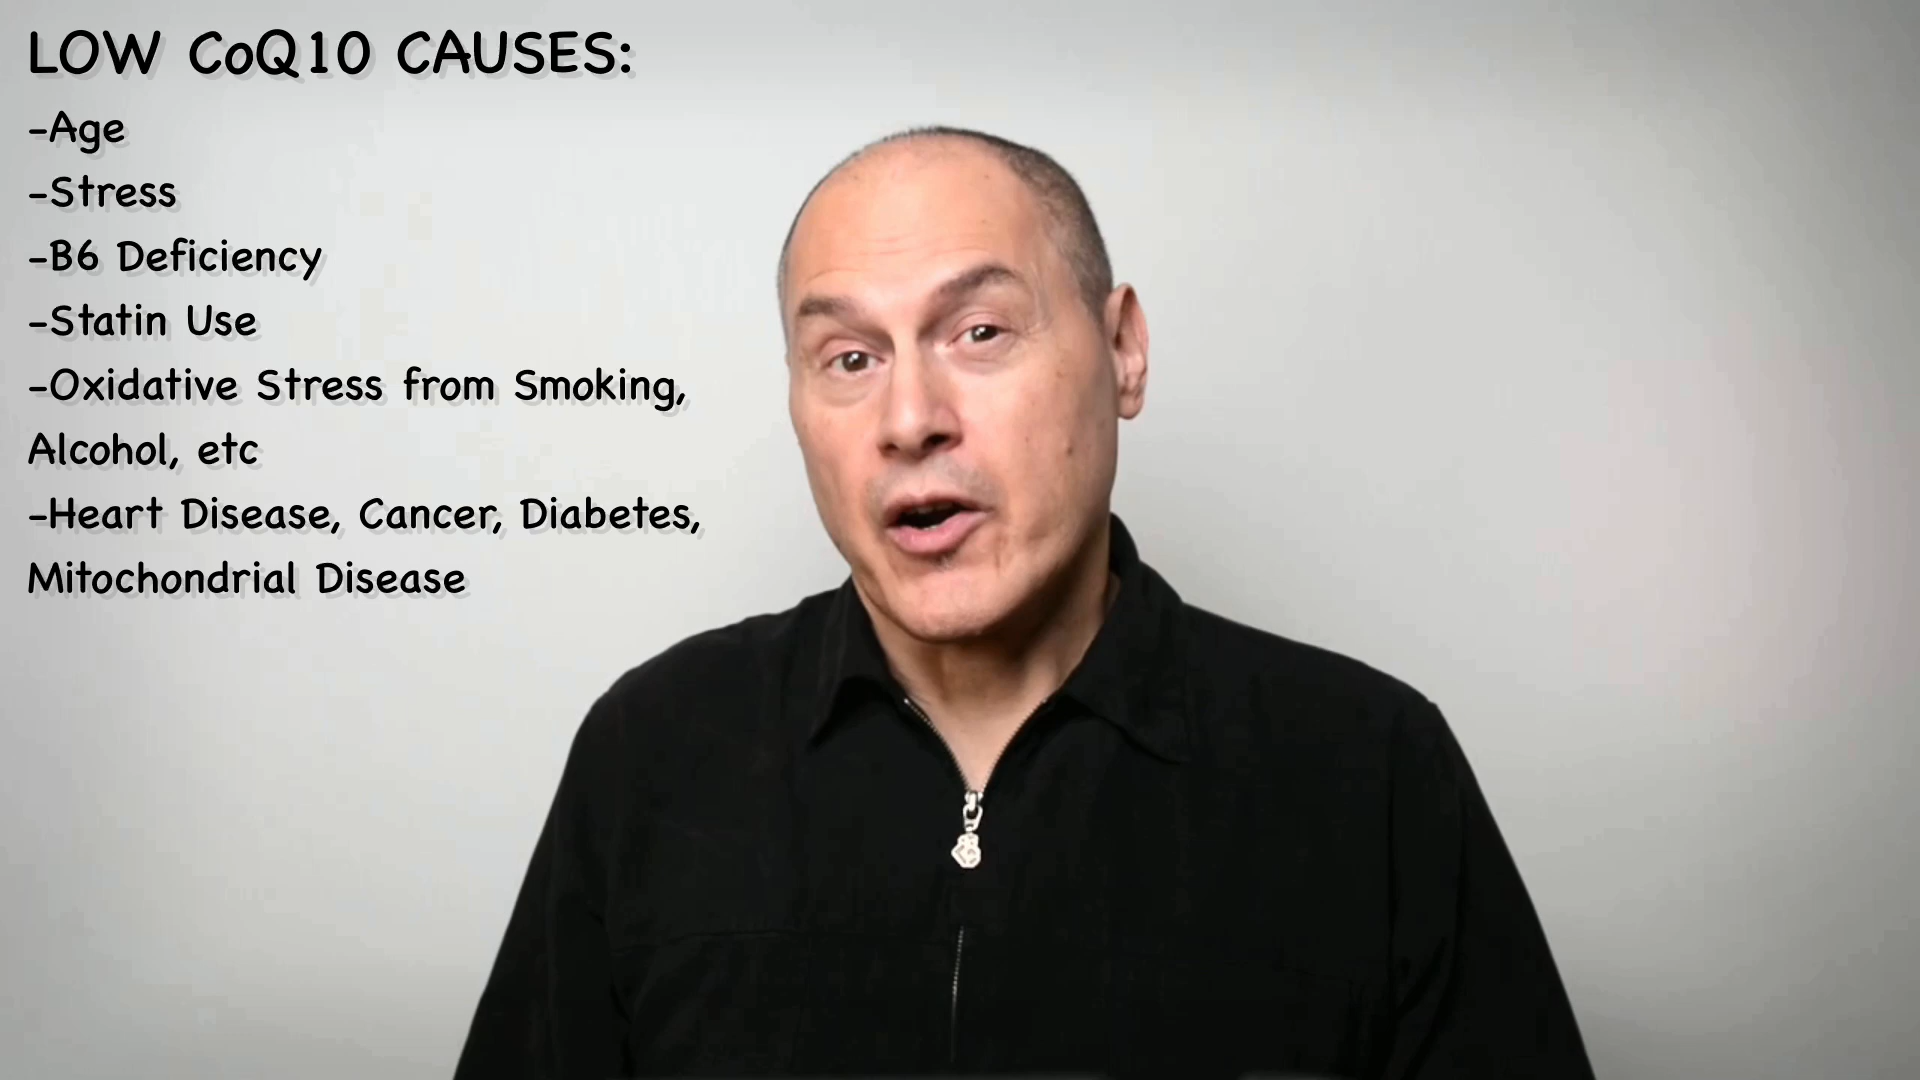 LOW CoQ10 CAUSES:
-Age
-Stress
-B6 Deficiency
-Statin Use
-Oxidative Stress from Smoking,
Alcohol, etc
-Heart Disease, Cancer, Diabetes,
Mitochondrial Disease